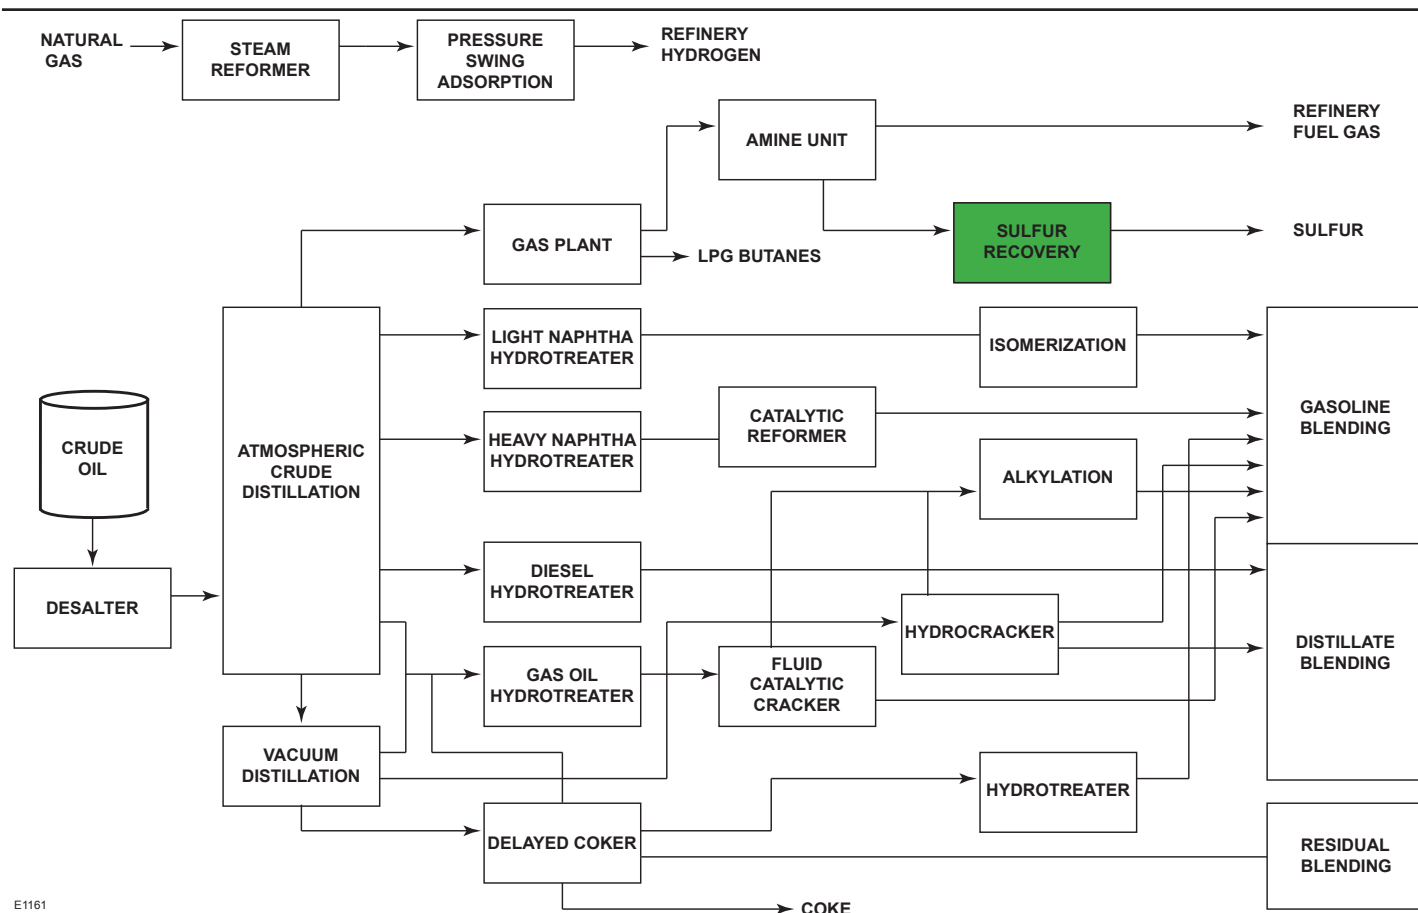 NATURAL
GAS
STEAM
REFORMER
PRESSURE
SWING
ADSORPTION
REFINERY
HYDROGEN
AMINE UNIT
REFINERY
FUEL GAS
GAS PLANT
LPG BUTANES
SULFUR
RECOVERY
SULFUR
LIGHT NAPHTHA
HYDROTREATER
ISOMERIZATION
CRUDE
OIL
ATMOSPHERIC
CRUDE
DISTILLATION
HEAVY NAPHTHA
HYDROTREATER
CATALYTIC
REFORMER
ALKYLATION
GASOLINE
BLENDING
DESALTER
DIESEL
HYDROTREATER
HYDROCRACKER
DISTILLATE
BLENDING
GAS OIL
HYDROTREATER
FLUID
CATALYTIC
CRACKER
VACUUM
DISTILLATION
HYDROTREATER
DELAYED COKER
RESIDUAL
BLENDING
COKE
E1161